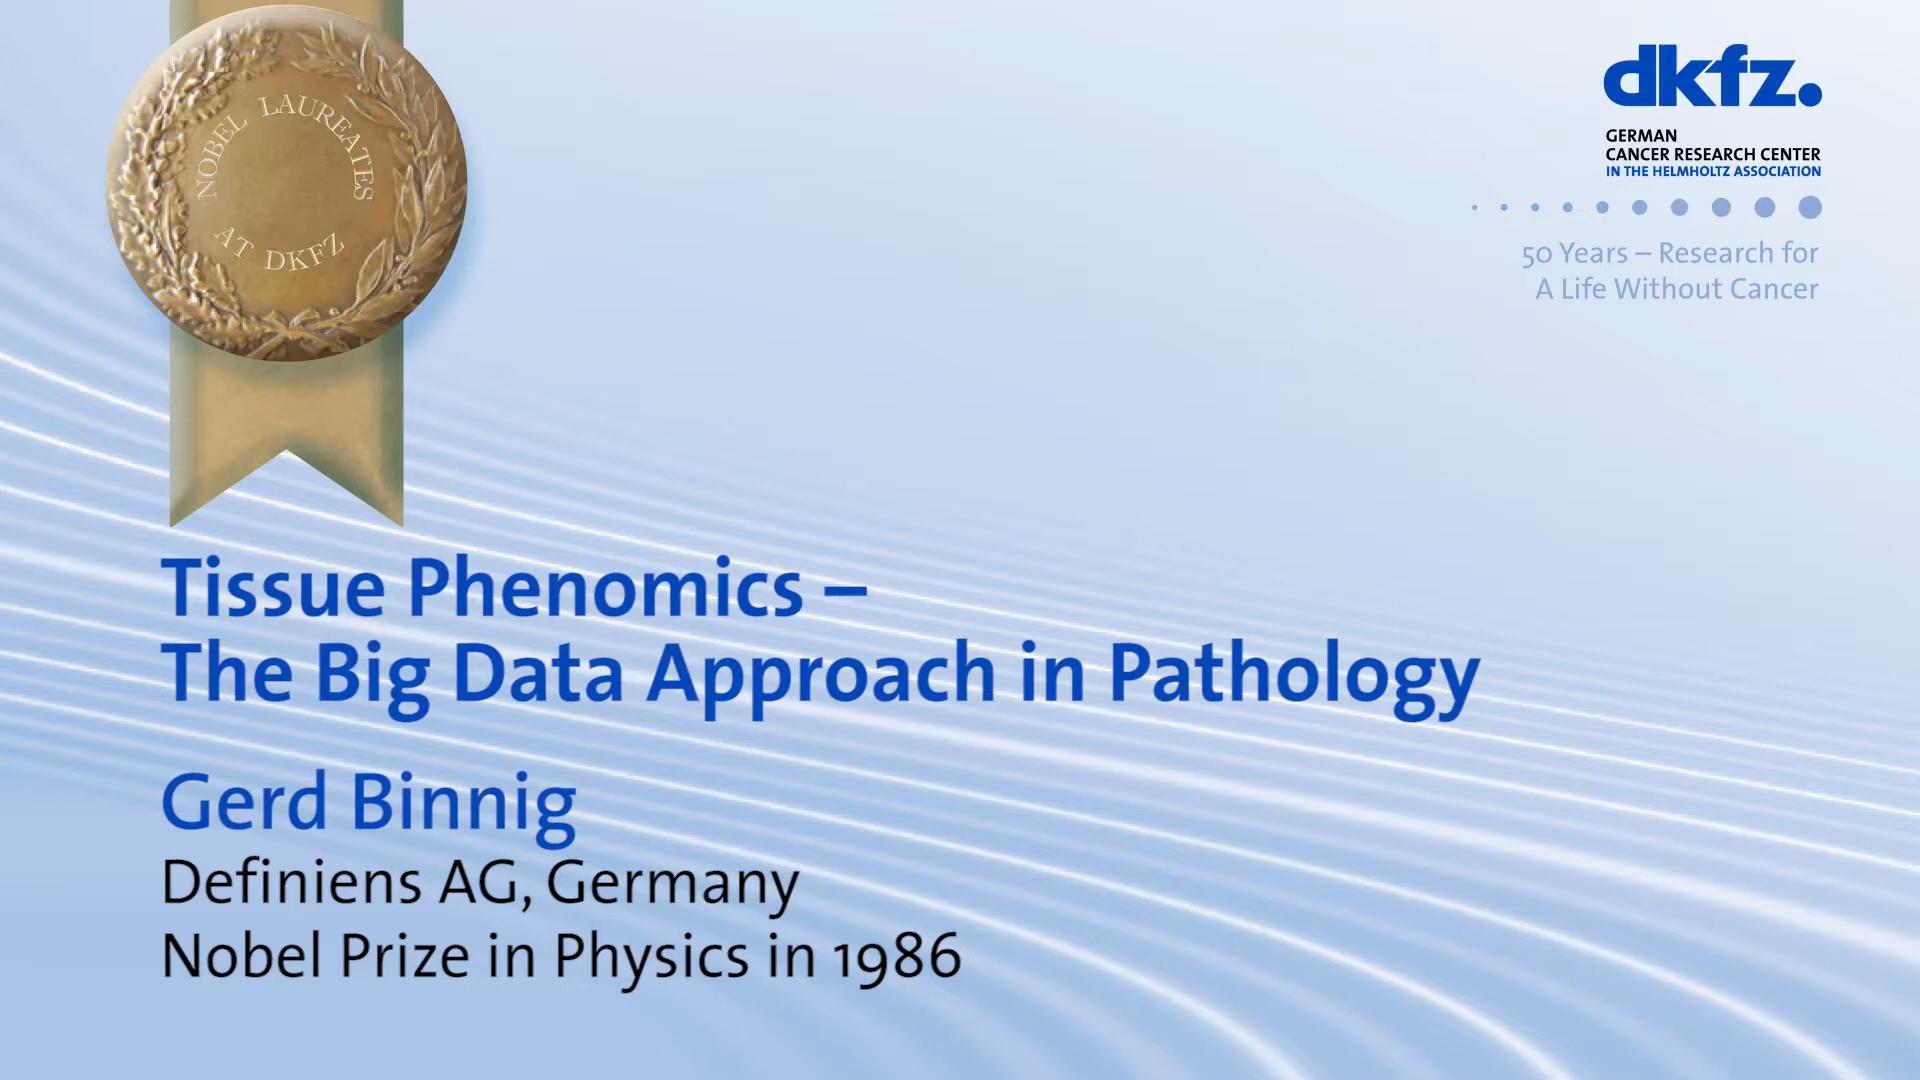 NOBEL LAUREATES
AT DKFZ
dkfz.
GERMAN
CANCER RESEARCH CENTER
IN THE HELMHOLTZ ASSOCIATION
50 Years – Research for
A Life Without Cancer
Tissue Phenomics –
The Big Data Approach in Pathology
Gerd Binnig
Definiens AG, Germany
Nobel Prize in Physics in 1986